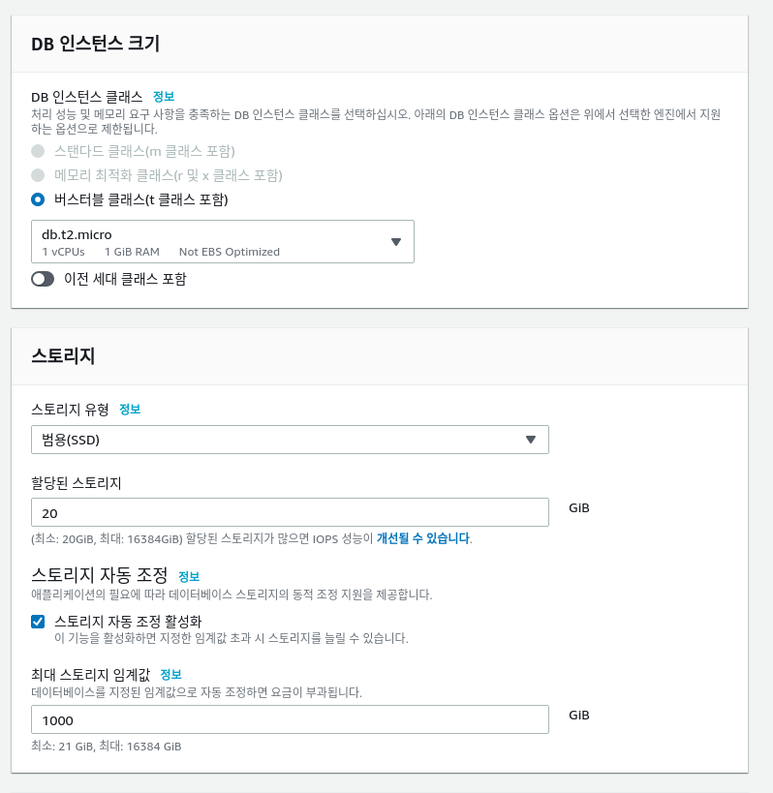 DB 인스턴스 크기
DB 인스턴스 클래스 정보
처리 성능 및 메모리 요구 사항을 충족하는 DB 인스턴스 클래스를 선택하십시오. 아래의 DB 인스턴스 클래스 옵션은 위에서 선택한 엔진에서 지원
하는 옵션으로 제한됩니다.
스탠다드 클래스(m 클래스 포함)
메모리 최적화 클래스(r 및 x 클래스 포함)
버스터블 클래스(t 클래스 포함)
db.t2.micro
1 vCPUs 1 GiB RAM Not EBS Optimized
이전 세대 클래스 포함
스토리지
스토리지 유형 정보
범용(SSD)
할당된 스토리지
20 GiB
(최소: 20GiB, 최대: 16384GiB) 할당된 스토리지가 많으면 IOPS 성능이 개선될 수 있습니다.
스토리지 자동 조정 정보
애플리케이션의 필요에 따라 데이터베이스 스토리지의 동적 조정 지원을 제공합니다.
스토리지 자동 조정 활성화
이 기능을 활성화하면 지정한 임계값 초과 시 스토리지를 늘릴 수 있습니다.
최대 스토리지 임계값 정보
데이터베이스를 지정된 임계값으로 자동 조정하면 요금이 부과됩니다.
1000 GiB
최소: 21 GiB, 최대: 16384 GiB